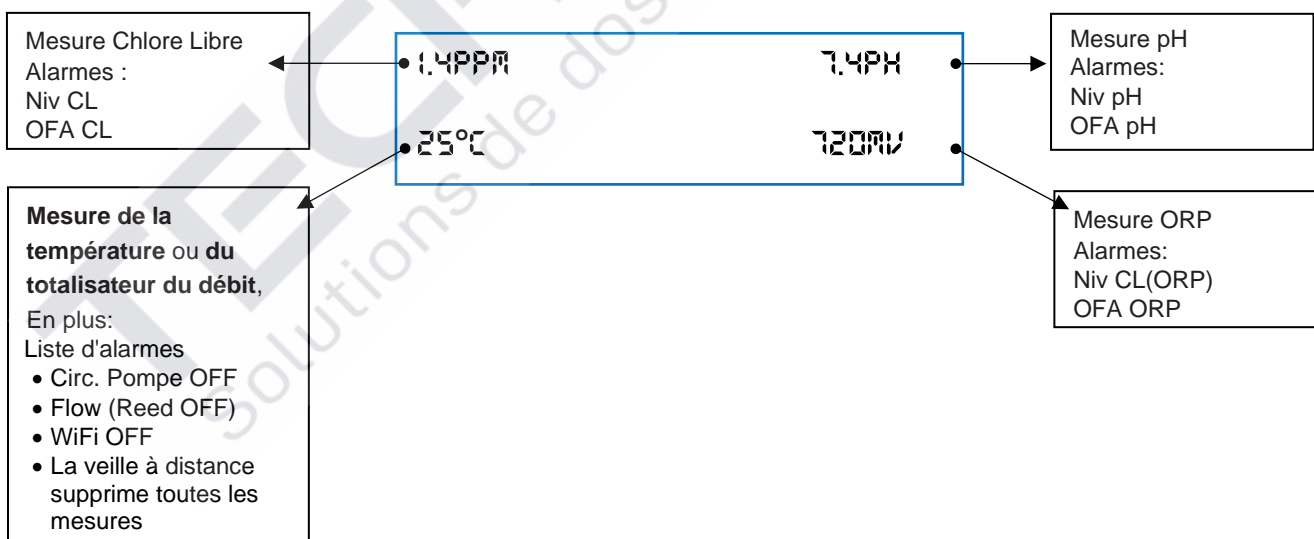 Mesure Chlore Libre
Alarmes :
Niv CL
OFA CL
1.4PPM
7.4PH
25°C
720MV
Mesure pH
Alarmes:
Niv pH
OFA pH
Mesure de la
température ou du
totalisateur du débit,
En plus:
Liste d'alarmes
• Circ. Pompe OFF
• Flow (Reed OFF)
• WiFi OFF
• La veille à distance
supprime toutes les
mesures
Mesure ORP
Alarmes:
Niv CL(ORP)
OFA ORP
solutions de dos